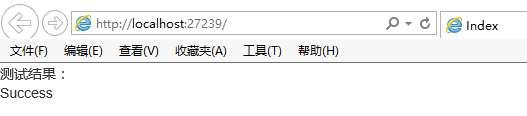 http://localhost:27239/
Index
文件(F) 编辑(E) 查看(V) 收藏夹(A) 工具(T) 帮助(H)
测试结果：
Success